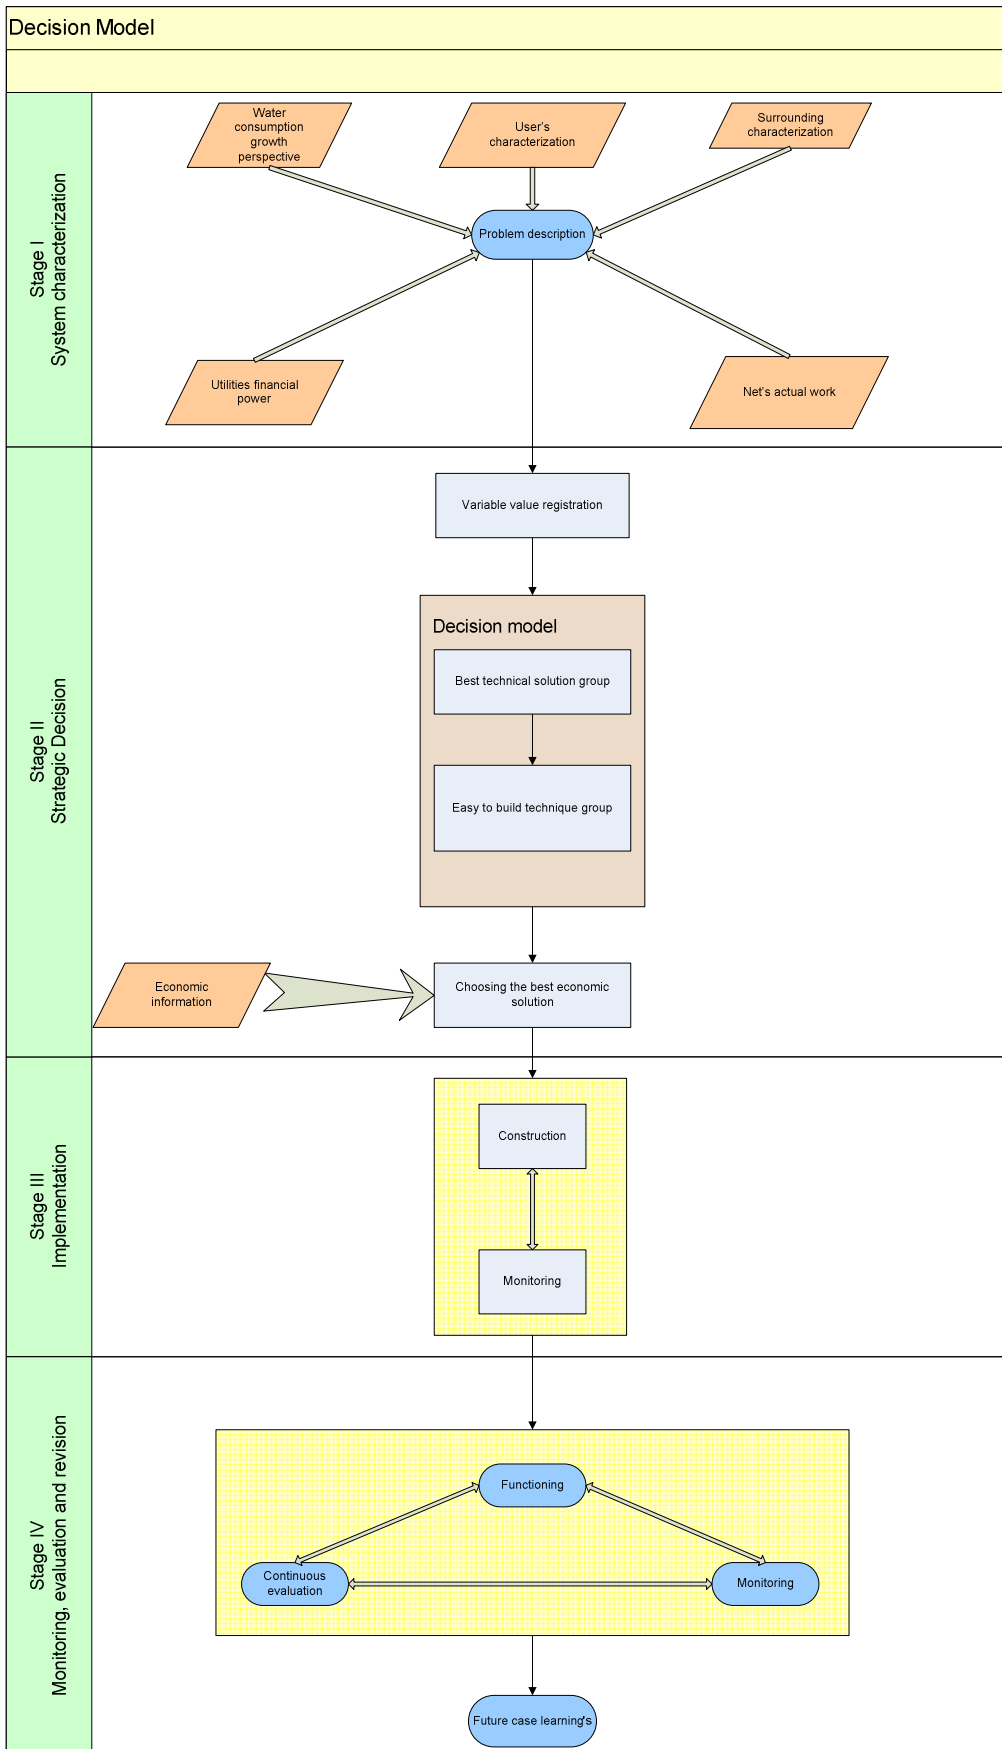 Decision Model
Stage I
System characterization
Water
consumption
growth
perspective
User's
characterization
Surrounding
characterization
Problem description
Utilities financial
power
Net's actual work
Stage II
Strategic Decision
Variable value registration
Decision model
Best technical solution group
Easy to build technique group
Economic
information
Choosing the best economic
solution
Stage III
Implementation
Construction
Monitoring
Stage IV
Monitoring, evaluation and revision
Functioning
Continuous
evaluation
Monitoring
Future case learning's